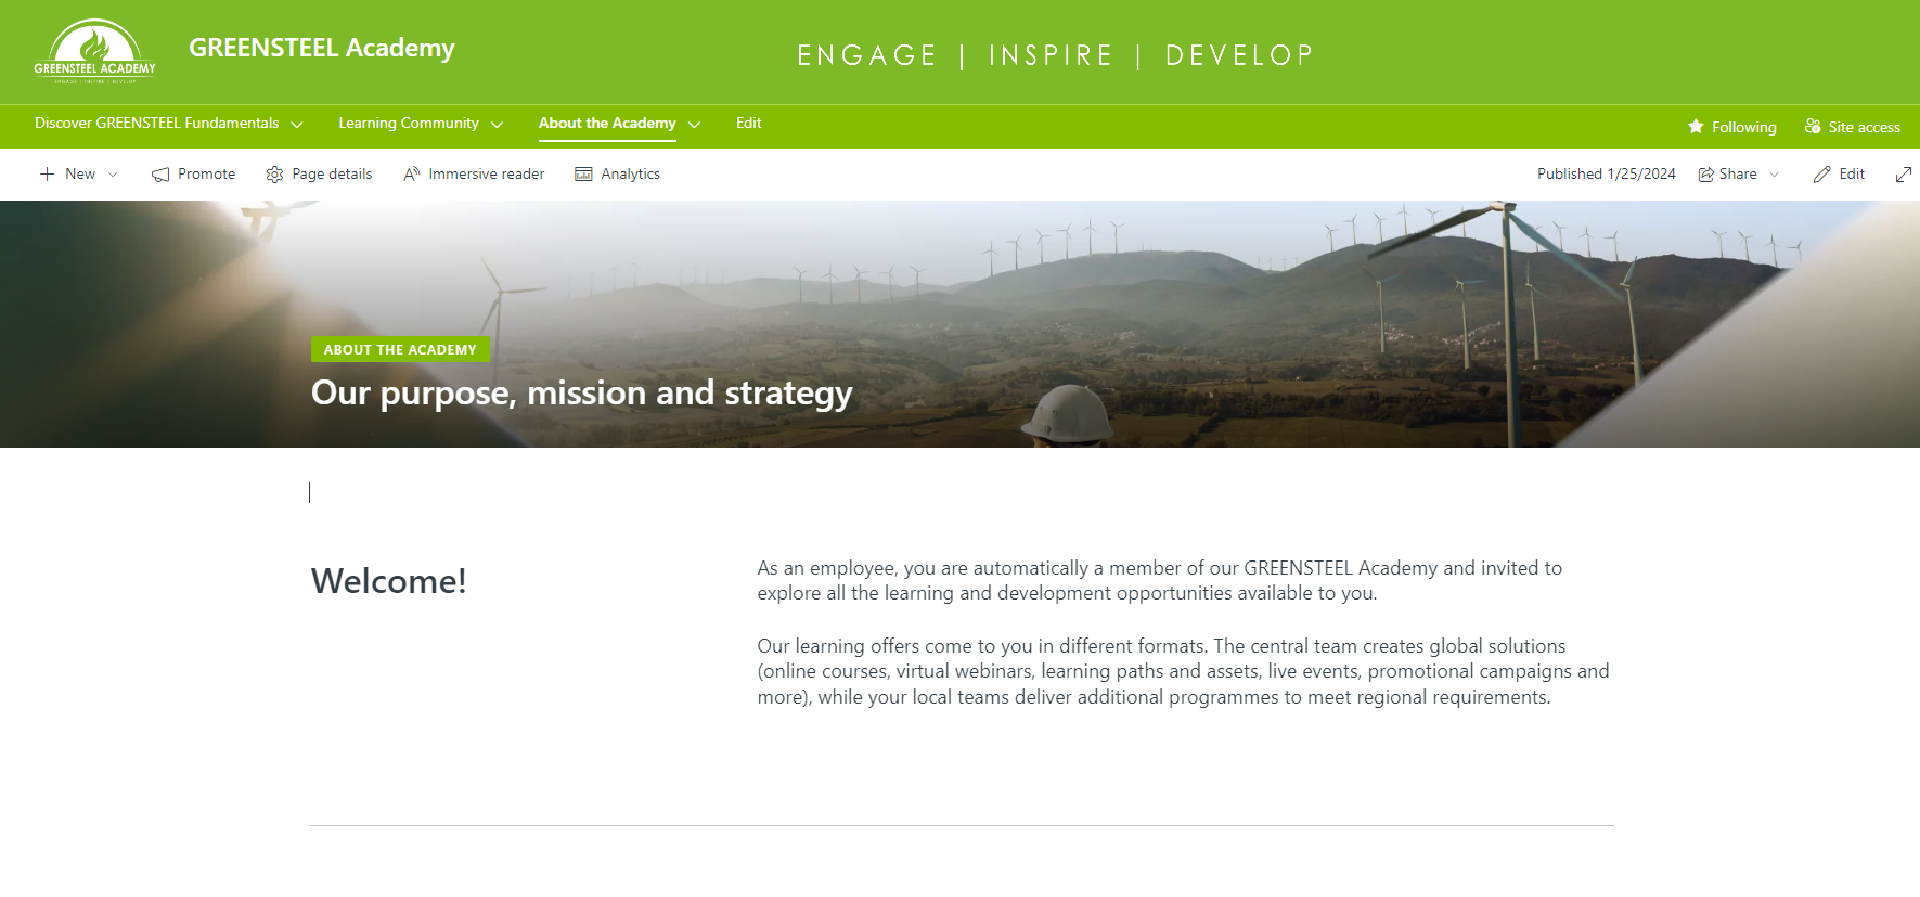 GREENSTEEL ACADEMY
ENGAGE | INSPIRE | DEVELOP
GREENSTEEL Academy
ENGAGE | INSPIRE | DEVELOP
Discover GREENSTEEL Fundamentals
Learning Community
About the Academy
Edit
Following
Site access
New
Promote
Page details
Immersive reader
Analytics
Published 1/25/2024
Share
Edit
ABOUT THE ACADEMY
Our purpose, mission and strategy
Welcome!
As an employee, you are automatically a member of our GREENSTEEL Academy and invited to
explore all the learning and development opportunities available to you.
Our learning offers come to you in different formats. The central team creates global solutions
(online courses, virtual webinars, learning paths and assets, live events, promotional campaigns and
more), while your local teams deliver additional programmes to meet regional requirements.